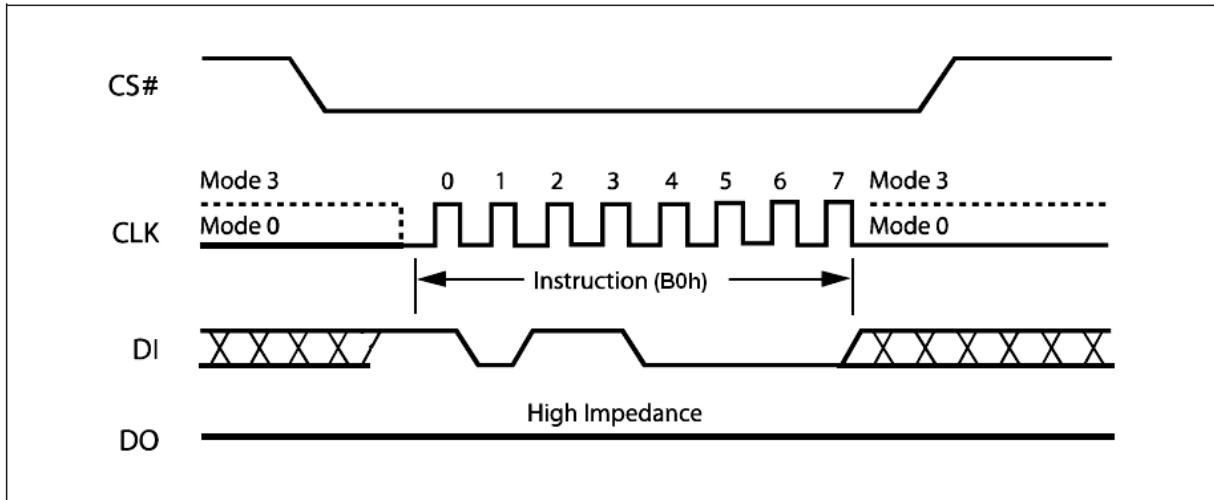 CS#
Mode 3 0 1 2 3 4 5 6 7 Mode 3
CLK Mode 0 Mode 0
Instruction (B0h)
DI
High Impedance
DO